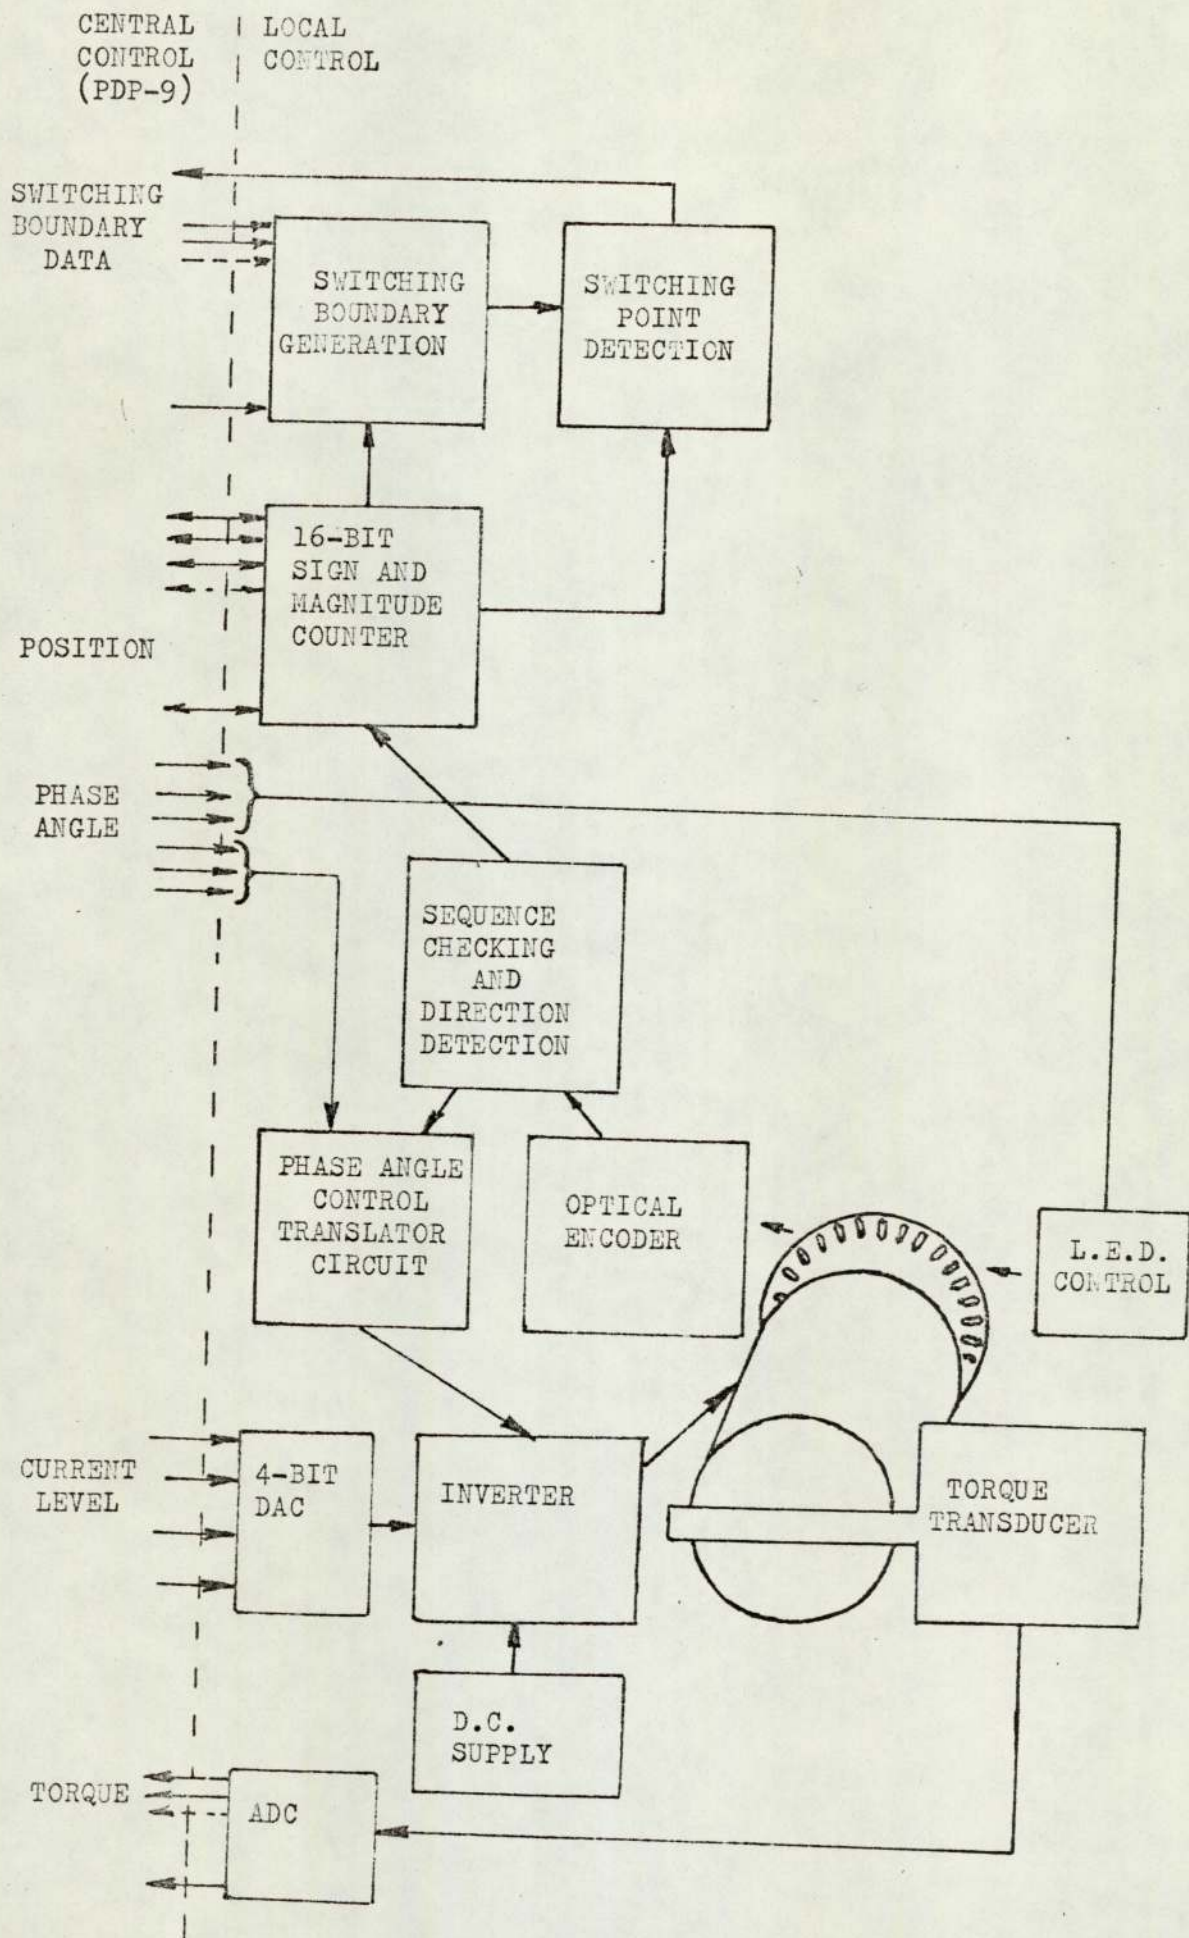 CENTRAL
CONTROL
(PDP-9)
LOCAL
CONTROL
SWITCHING
BOUNDARY
DATA
SWITCHING
BOUNDARY
GENERATION
SWITCHING
POINT
DETECTION
16-BIT
SIGN AND
MAGNITUDE
COUNTER
POSITION
PHASE
ANGLE
SEQUENCE
CHECKING
AND
DIRECTION
DETECTION
PHASE ANGLE
CONTROL
TRANSLATOR
CIRCUIT
OPTICAL
ENCODER
L.E.D.
CONTROL
CURRENT
LEVEL
4-BIT
DAC
INVERTER
TORQUE
TRANSDUCER
D.C.
SUPPLY
TORQUE
ADC